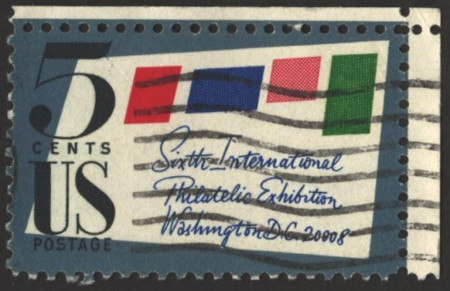 5
CENTS
US
POSTAGE
Sixth International
Philatelic Exhibition
Washington D.C. 20008